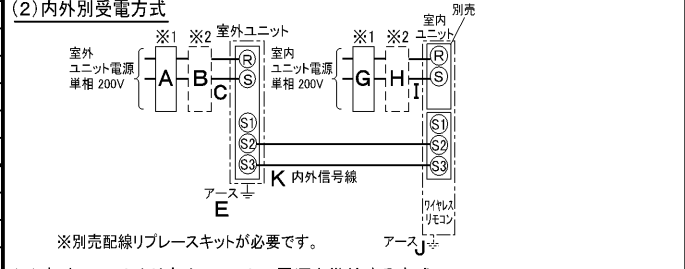 (2)内外別受電方式
別売
※1 ※2 室外ユニット
※1 ※2 室内ユニット
室外
ユニット電源
単相 200V
A B C
R
S
室内
ユニット電源
単相 200V
G H I
R
S
S1
S2
S3
S1
S2
S3
K 内外信号線
アース
E
ワイヤレス
リモコン
※別売配線リプレースキットが必要です。
アース J